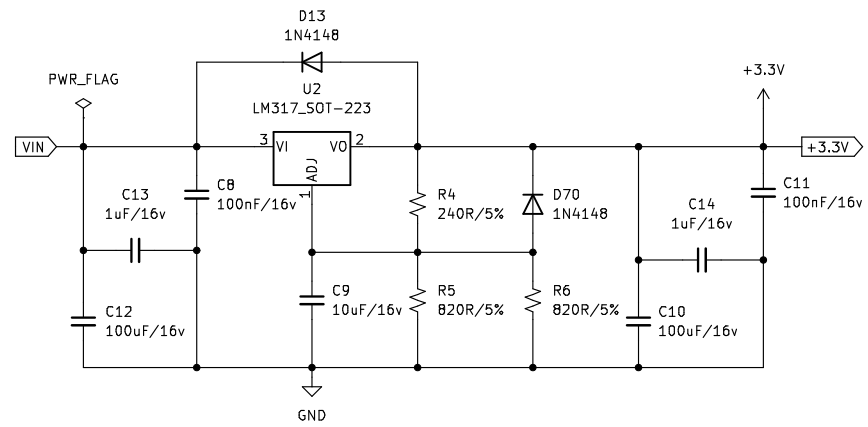 D13
1N4148
PWR_FLAG
U2
LM317_SOT-223
+3.3V
VIN
3
VI
VO
2
+3.3V
ADJ
1
C13
1uF/16v
C8
100nF/16v
R4
240R/5%
D70
1N4148
C14
1uF/16v
C11
100nF/16v
C12
100uF/16v
C9
10uF/16v
R5
820R/5%
R6
820R/5%
C10
100uF/16v
GND